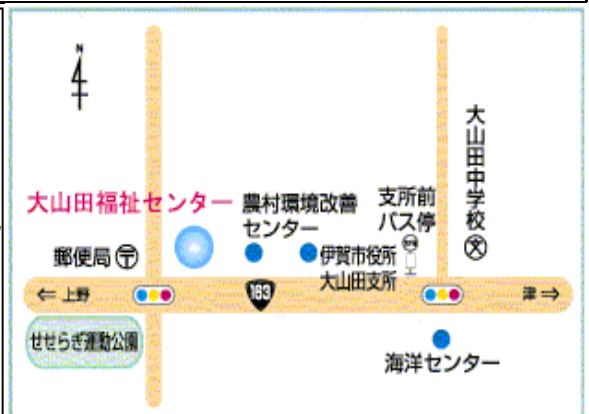 N
大山田中学校
文
大山田福祉センター
農村環境改善
センター
支所前
バス停
郵便局 〒
伊賀市役所
大山田支所
⇐ 上野
163
津 ⇒
せせらぎ運動公園
海洋センター